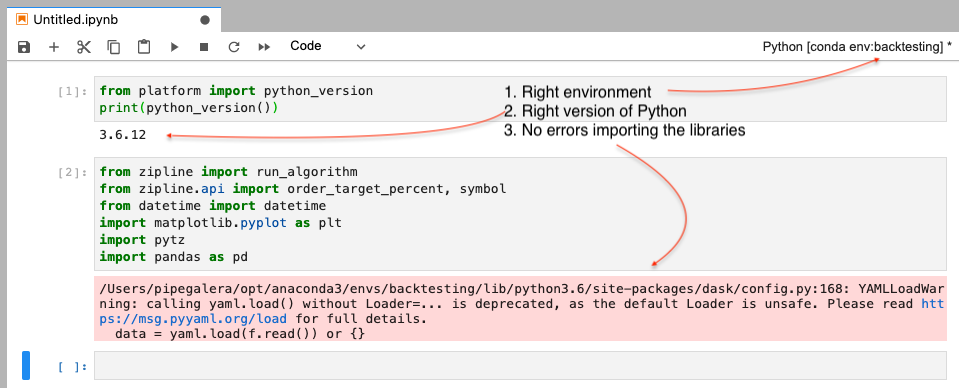 Untitled.ipynb
Code
Python [conda env:backtesting] *
[1]:
from platform import python_version
print(python_version())
1. Right environment
2. Right version of Python
3. No errors importing the libraries
3.6.12
[2]:
from zipline import run_algorithm
from zipline.api import order_target_percent, symbol
from datetime import datetime
import matplotlib.pyplot as plt
import pytz
import pandas as pd
/Users/pipegalera/opt/anaconda3/envs/backtesting/lib/python3.6/site-packages/dask/config.py:168: YAMLLoadWar
ning: calling yaml.load() without Loader=... is deprecated, as the default Loader is unsafe. Please read htt
ps://msg.pyyaml.org/load for full details.
  data = yaml.load(f.read()) or {}
[ ]: